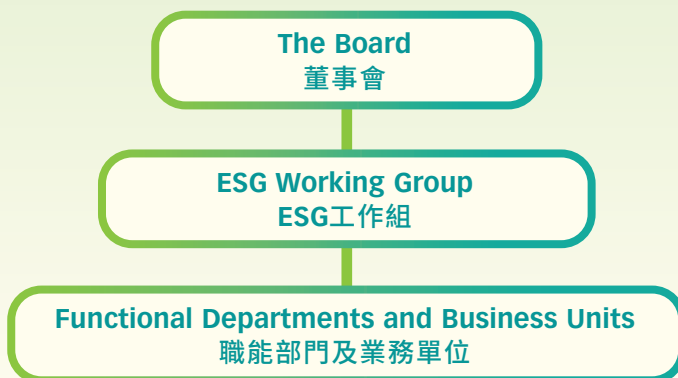 The Board
董事會
ESG Working Group
ESG工作組
Functional Departments and Business Units
職能部門及業務單位